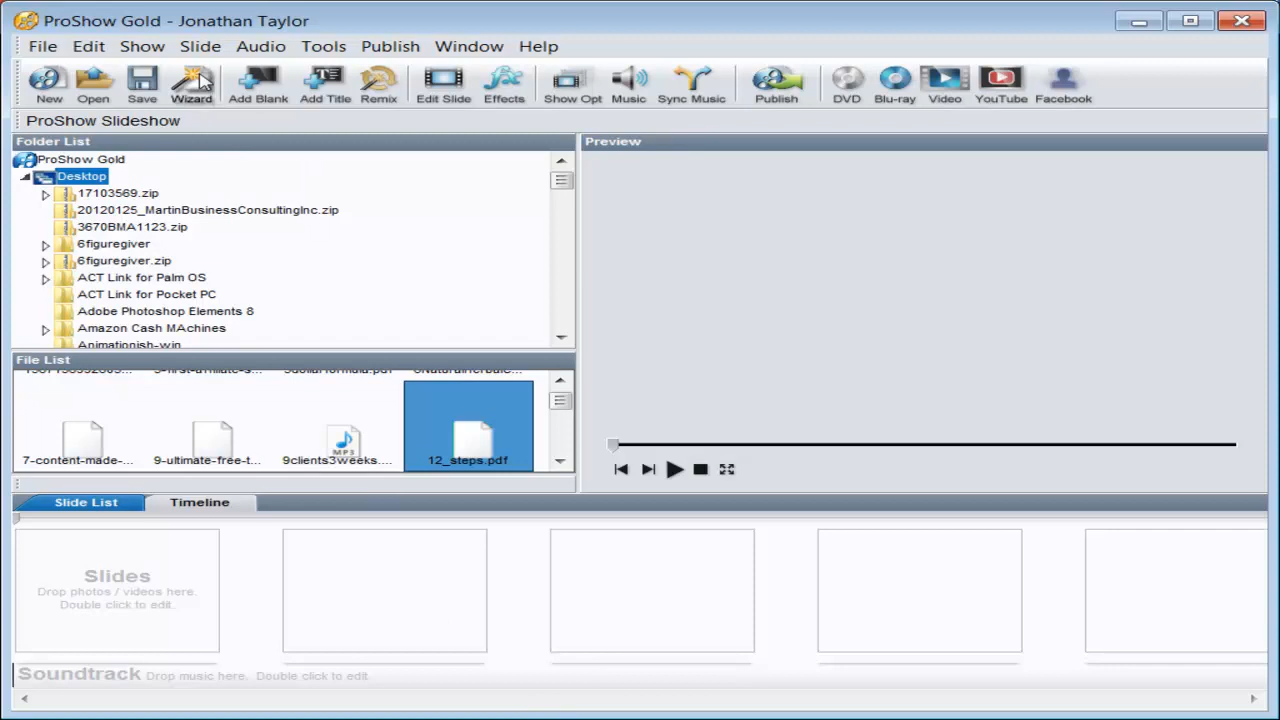 ProShow Gold - Jonathan Taylor
File Edit Show Slide Audio Tools Publish Window Help
New Open Save Wizard Add Blank Add Title Remix Edit Slide Effects Show Opt Music Sync Music Publish DVD Blu-ray Video YouTube Facebook
ProShow Slideshow
Folder List
ProShow Gold
Desktop
17103569.zip
20120125_MartinBusinessConsultingInc.zip
3670BMA1123.zip
6figuregiver
6figuregiver.zip
ACT Link for Palm OS
ACT Link for Pocket PC
Adobe Photoshop Elements 8
Amazon Cash MAchines
Animationish-win
Preview
File List
7-content-made-... 9-ultimate-free-t... 9clients3weeks.... 12_steps.pdf
MP3
Slide List Timeline
Slides
Drop photos / videos here.
Double click to edit.
Soundtrack Drop music here. Double click to edit.